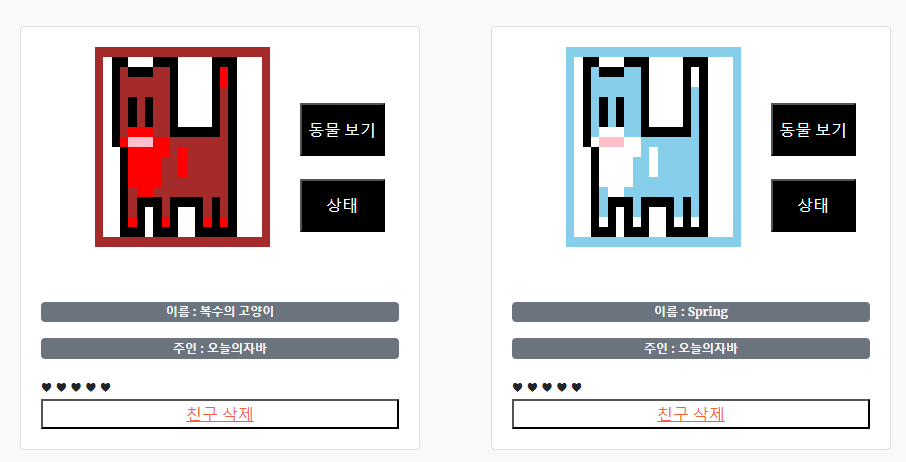 동물 보기
상태
이름 : 복수의 고양이
주인 : 오늘의자바
♥ ♥ ♥ ♥ ♥
친구 삭제
동물 보기
상태
이름 : Spring
주인 : 오늘의자바
♥ ♥ ♥ ♥ ♥
친구 삭제